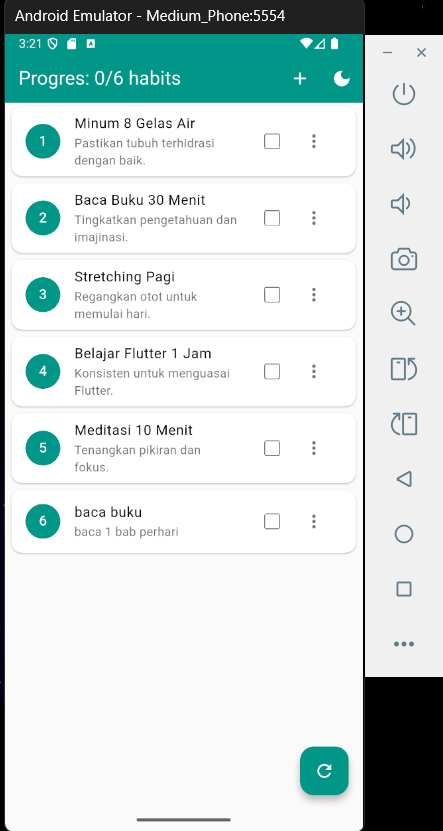 Android Emulator - Medium_Phone:5554
3:21
Progres: 0/6 habits
1
Minum 8 Gelas Air
Pastikan tubuh terhidrasi
dengan baik.
2
Baca Buku 30 Menit
Tingkatkan pengetahuan dan
imajinasi.
3
Stretching Pagi
Regangkan otot untuk
memulai hari.
4
Belajar Flutter 1 Jam
Konsisten untuk menguasai
Flutter.
5
Meditasi 10 Menit
Tenangkan pikiran dan
fokus.
6
baca buku
baca 1 bab perhari